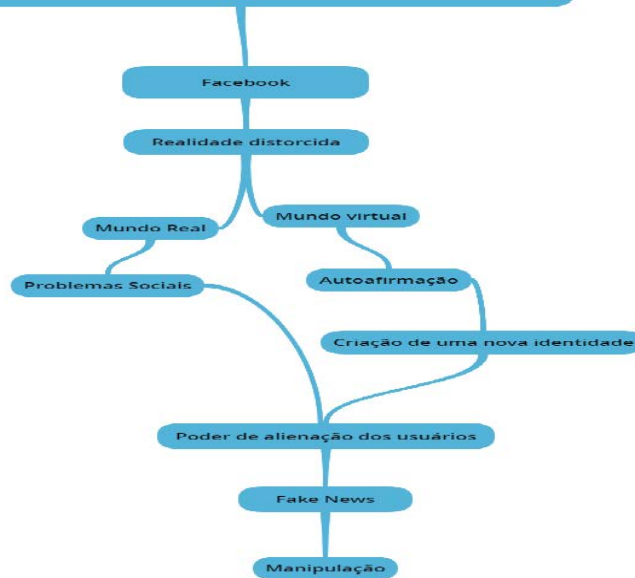 Facebook
Realidade distorcida
Mundo Real
Mundo virtual
Problemas Sociais
Autoafirmação
Criação de uma nova identidade
Poder de alienação dos usuários
Fake News
Manipulação